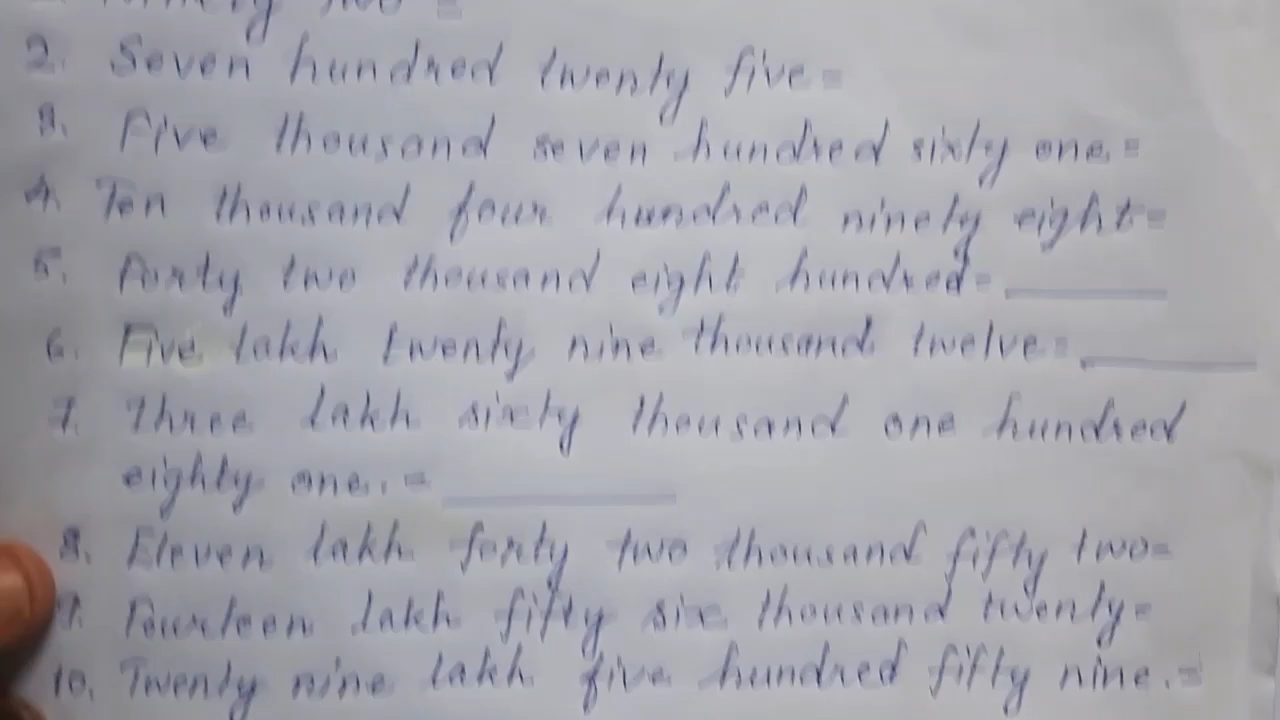 1. Ninety two =
2. Seven hundred twenty five=
3. Five thousand seven hundred sixty one.=
4. Ten thousand four hundred ninety eight=
5. Forty two thousand eight hundred=
6. Five lakh twenty nine thousand twelve=
7. Three lakh sixty thousand one hundred
eighty one.=
8. Eleven lakh forty two thousand fifty two=
9. Fourteen lakh fifty six thousand twenty=
10. Twenty nine lakh five hundred fifty nine.=